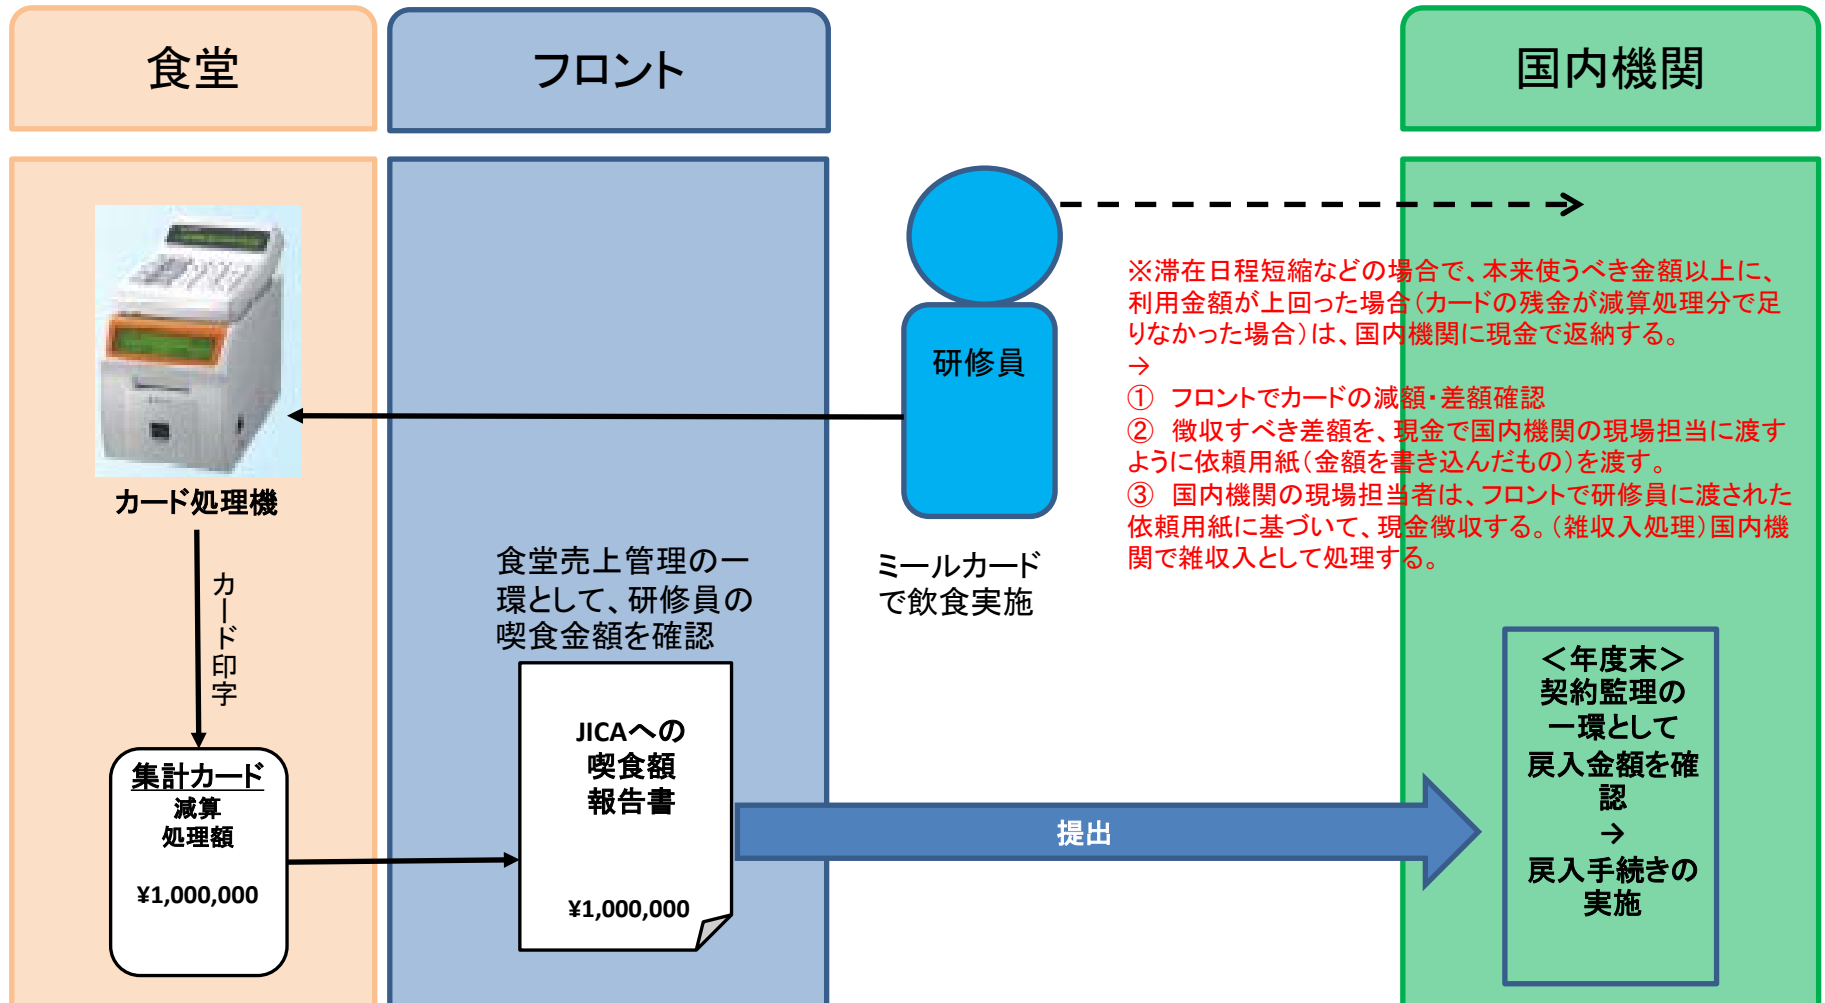 食堂
フロント
国内機関
※滞在日程短縮などの場合で、本来使うべき金額以上に、
利用金額が上回った場合(カードの残金が減算処理分で足
りなかった場合)は、国内機関に現金で返納する。
→
① フロントでカードの減額・差額確認
② 徴収すべき差額を、現金で国内機関の現場担当に渡す
ように依頼用紙(金額を書き込んだもの)を渡す。
③ 国内機関の現場担当者は、フロントで研修員に渡された
依頼用紙に基づいて、現金徴収する。(雑収入処理)国内機
関で雑収入として処理する。
研修員
ミールカード
で飲食実施
カード処理機
カード印字
集計カード
減算
処理額
¥1,000,000
食堂売上管理の一
環として、研修員の
喫食金額を確認
JICAへの
喫食額
報告書
¥1,000,000
提出
<年度末>
契約監理の
一環として
戻入金額を確
認
→
戻入手続きの
実施